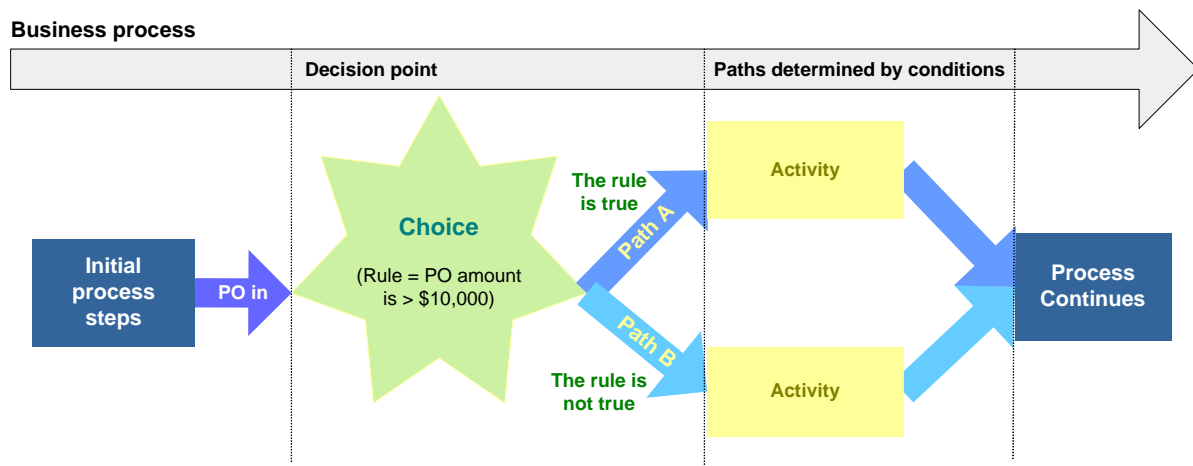 Business process
Decision point
Paths determined by conditions
Initial
process
steps
PO in
Choice
(Rule = PO amount
is > $10,000)
The rule
is true
Path A
Path B
The rule is
not true
Activity
Activity
Process
Continues